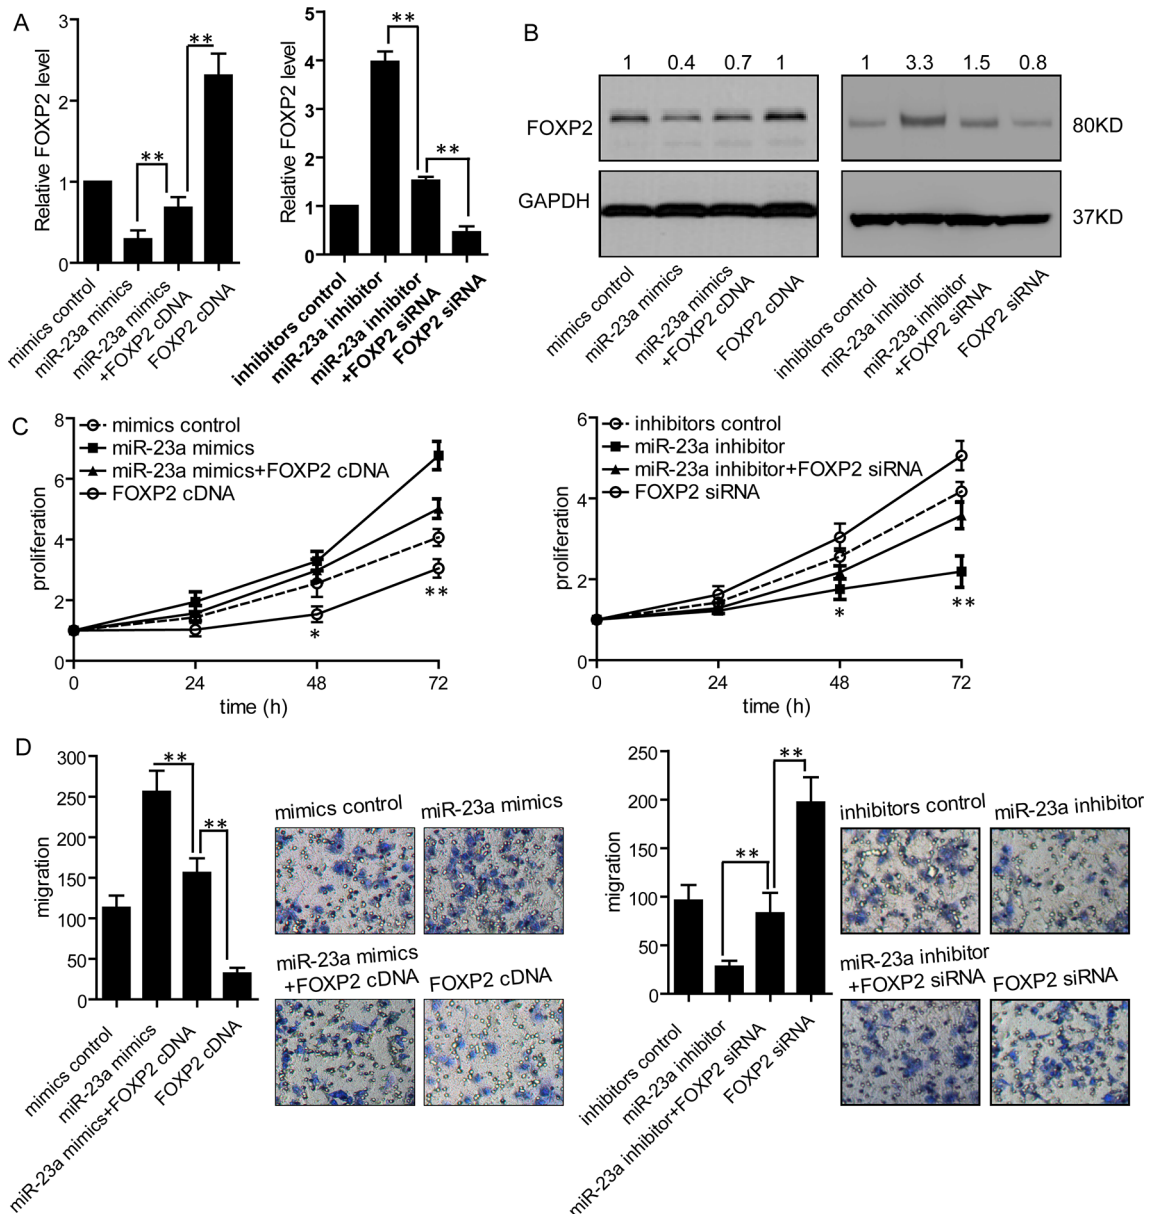 A
Relative FOXP2 level
3
2
1
0
**
**
mimics control
miR-23a mimics
miR-23a mimics
+FOXP2 cDNA
FOXP2 cDNA
Relative FOXP2 level
5
4
3
2
1
0
**
**
inhibitors control
miR-23a inhibitor
miR-23a inhibitor
+FOXP2 siRNA
FOXP2 siRNA
B
1 0.4 0.7 1
1 3.3 1.5 0.8
FOXP2
80KD
GAPDH
37KD
mimics control
miR-23a mimics
miR-23a mimics
+FOXP2 cDNA
FOXP2 cDNA
inhibitors control
miR-23a inhibitor
miR-23a inhibitor
+FOXP2 siRNA
FOXP2 siRNA
C
proliferation
8
6
4
2
0
mimics control
miR-23a mimics
miR-23a mimics+FOXP2 cDNA
FOXP2 cDNA
*
**
0 24 48 72
time (h)
proliferation
6
4
2
0
inhibitors control
miR-23a inhibitor
miR-23a inhibitor+FOXP2 siRNA
FOXP2 siRNA
*
**
0 24 48 72
time (h)
D
migration
300
250
200
150
100
50
0
**
**
mimics control
miR-23a mimics
miR-23a mimics+FOXP2 cDNA
FOXP2 cDNA
mimics control
miR-23a mimics
miR-23a mimics
+FOXP2 cDNA
FOXP2 cDNA
migration
250
200
150
100
50
0
**
**
inhibitors control
miR-23a inhibitor
miR-23a inhibitor+FOXP2 siRNA
FOXP2 siRNA
inhibitors control
miR-23a inhibitor
miR-23a inhibitor
+FOXP2 siRNA
FOXP2 siRNA